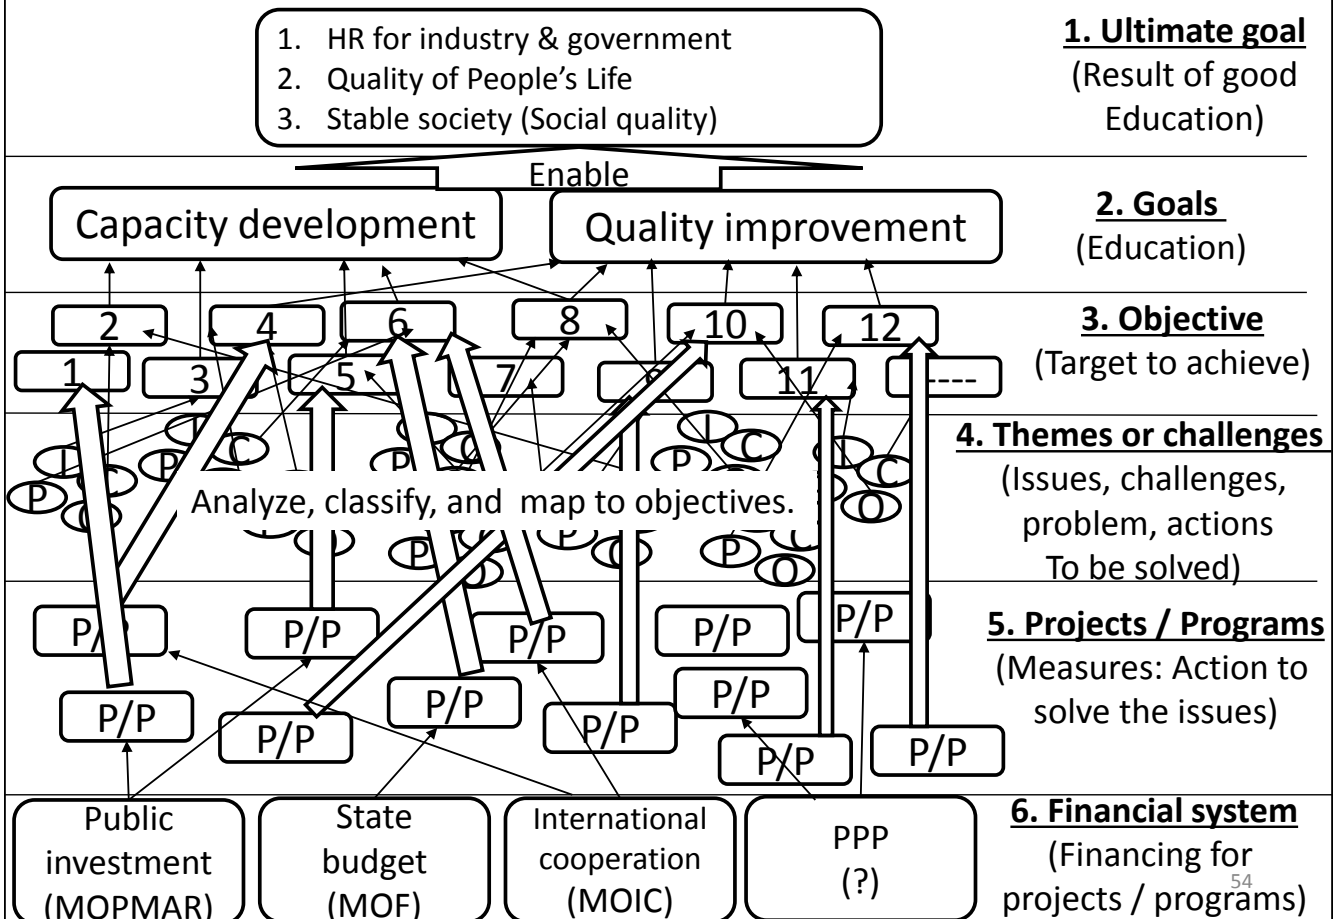 1. HR for industry & government
2. Quality of People's Life
3. Stable society (Social quality)
1. Ultimate goal
(Result of good
Education)
Enable
Capacity development
Quality improvement
2. Goals
(Education)
2
4
6
8
10
12
1
3
5
7
11
----
3. Objective
(Target to achieve)
I
C
I
C
P
P
P
P
I
C
C
O
Analyze, classify, and map to objectives.
P
O
P
O
P
O
4. Themes or challenges
(Issues, challenges,
problem, actions
To be solved)
P/P
P/P
P/P
P/P
P/P
P/P
P/P
P/P
P/P
P/P
P/P
P/P
5. Projects / Programs
(Measures: Action to
solve the issues)
Public
investment
(MOPMAR)
State
budget
(MOF)
International
cooperation
(MOIC)
PPP
(?)
6. Financial system
(Financing for
projects / programs)
54